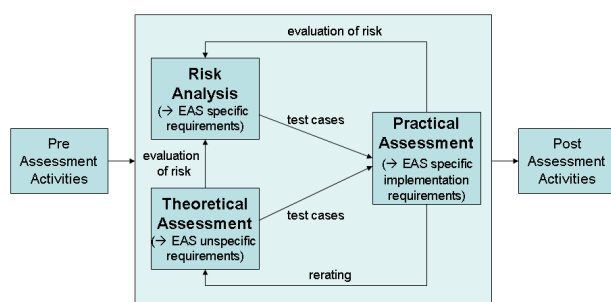 evaluation of risk
Risk
Analysis
(→ EAS specific
requirements)
test cases
Practical
Assessment
(→ EAS specific
implementation
requirements)
Pre
Assessment
Activities
evaluation
of risk
Post
Assessment
Activities
Theoretical
Assessment
(→ EAS unspecific
requirements)
test cases
rerating